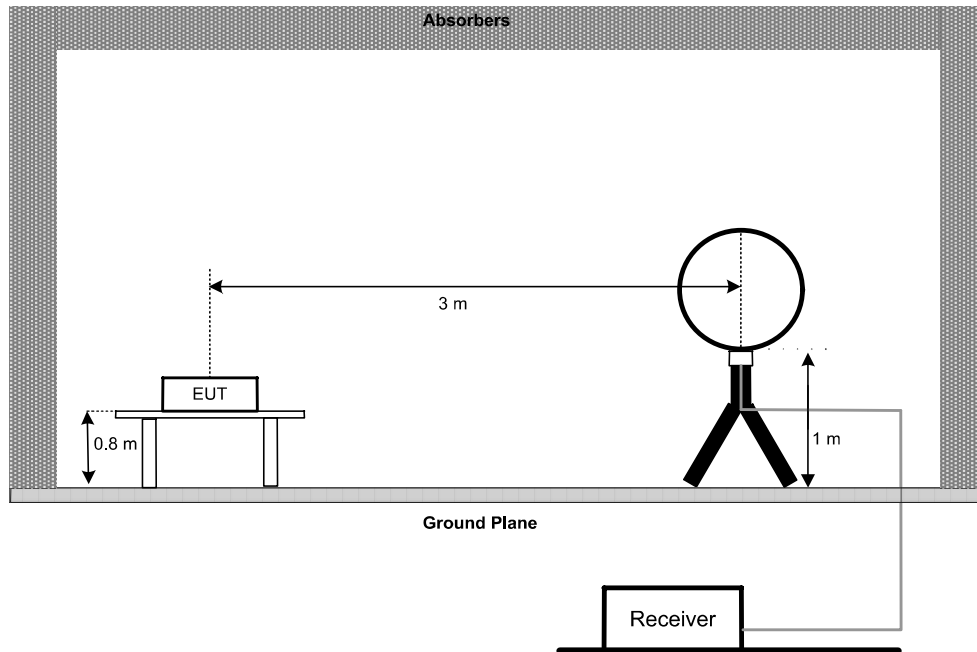 Absorbers
3 m
EUT
0.8 m
1 m
Ground Plane
Receiver